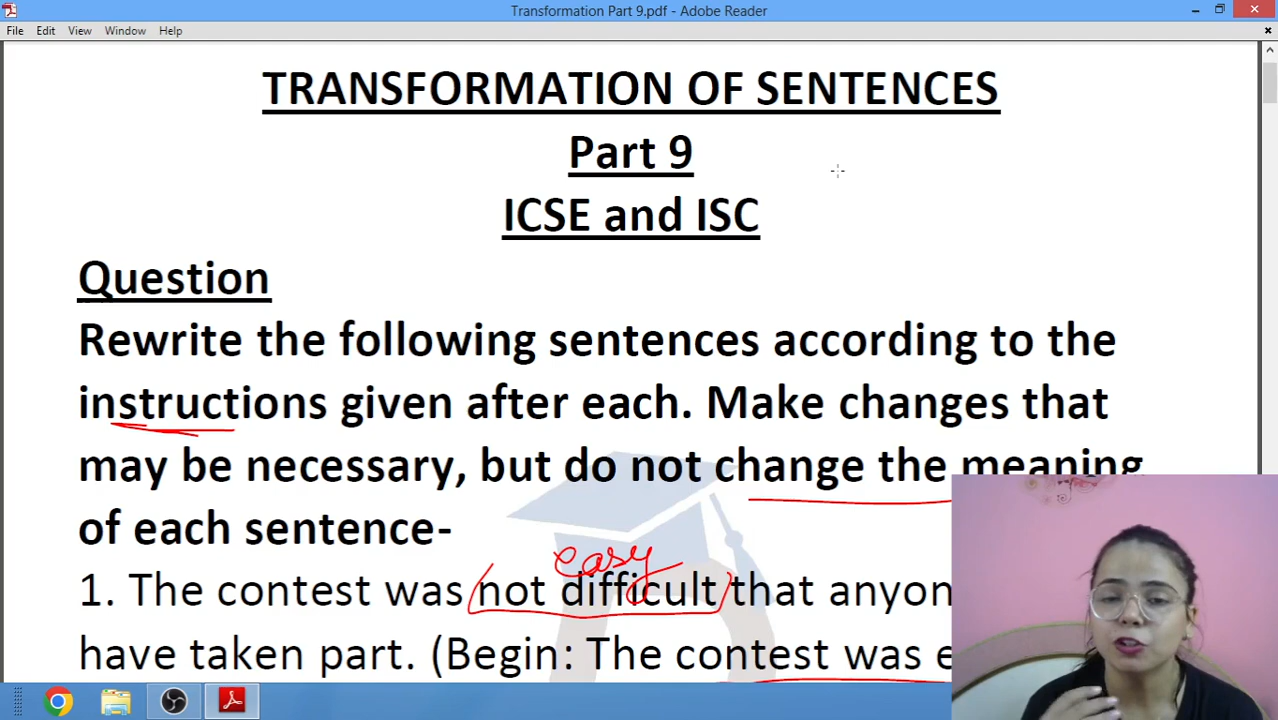 Transformation Part 9.pdf - Adobe Reader
File Edit View Window Help
TRANSFORMATION OF SENTENCES
Part 9
ICSE and ISC
Question
Rewrite the following sentences according to the
instructions given after each. Make changes that
may be necessary, but do not change the meaning
of each sentence-
easy
1. The contest was not difficult that anyon
have taken part. (Begin: The contest was e